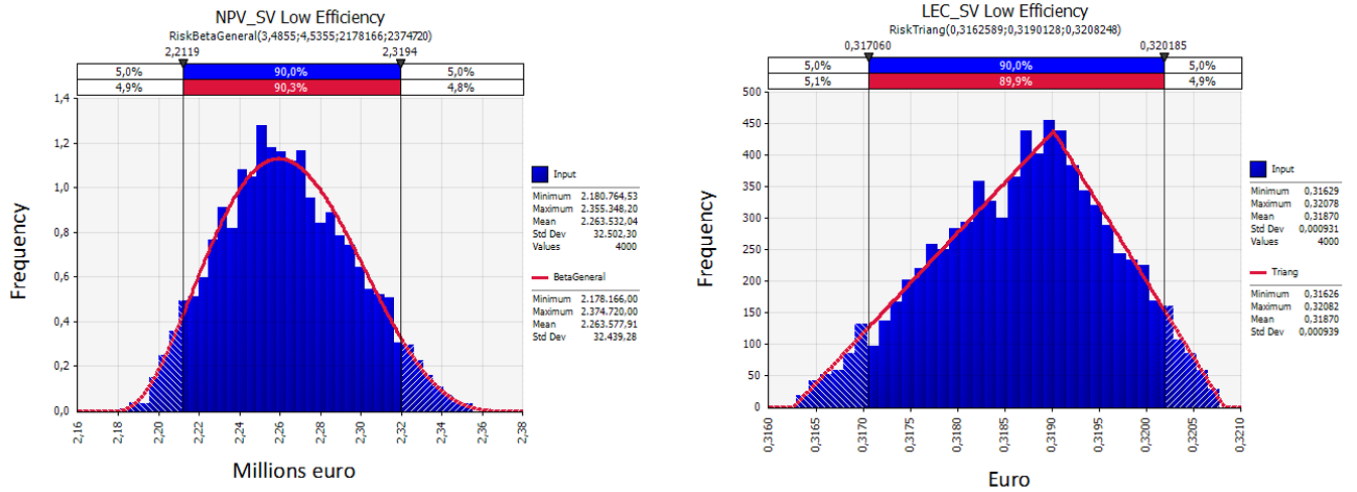 NPV_SV Low Efficiency
RiskBetaGeneral(3,4855;4,5355;2178166;2374720)
2,2119 2,3194
5,0% 90,0% 5,0%
4,9% 90,3% 4,8%
1,4
1,2
1,0
0,8
0,6
0,4
0,2
0,0
Frequency
2,16 2,18 2,20 2,22 2,24 2,26 2,28 2,30 2,32 2,34 2,36 2,38
Millions euro
Input
Minimum 2.180.764,53
Maximum 2.355.348,20
Mean 2.263.532,04
Std Dev 32.502,30
Values 4000
BetaGeneral
Minimum 2.178.166,00
Maximum 2.374.720,00
Mean 2.263.577,91
Std Dev 32.439,28
LEC_SV Low Efficiency
RiskTriang(0,3162589;0,3190128;0,3208248)
0,317060 0,320185
5,0% 90,0% 5,0%
5,1% 89,9% 4,9%
500
450
400
350
300
250
200
150
100
50
0
Frequency
0,3160 0,3165 0,3170 0,3175 0,3180 0,3185 0,3190 0,3195 0,3200 0,3205 0,3210
Euro
Input
Minimum 0,31629
Maximum 0,32078
Mean 0,31870
Std Dev 0,000931
Values 4000
Triang
Minimum 0,31626
Maximum 0,32082
Mean 0,31870
Std Dev 0,000939